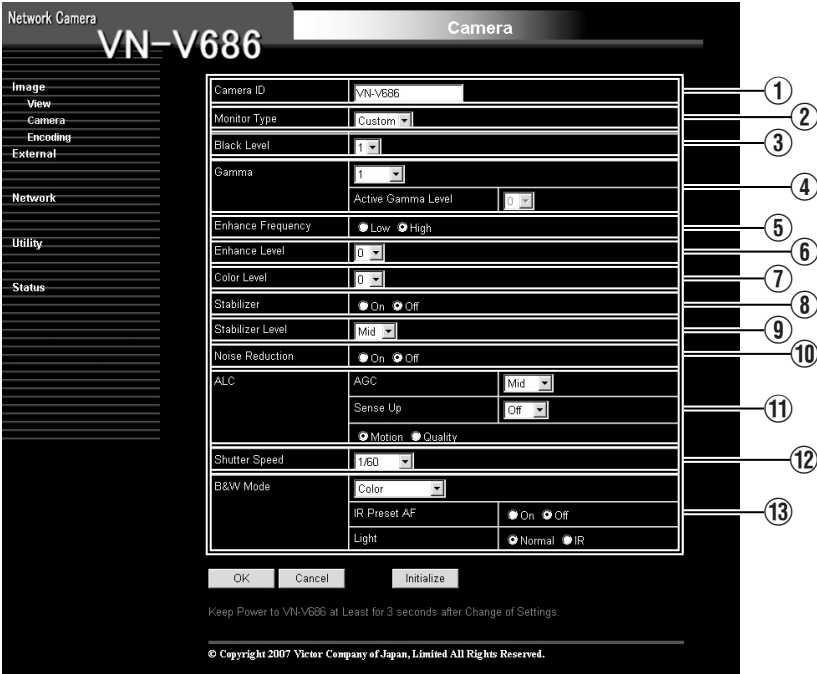 Network Camera
VN-V686
Camera
Image
View
Camera
Encoding
External
Network
Utility
Status
Camera ID VN-V686 ①
Monitor Type Custom ②
Black Level 1 ③
Gamma 1
Active Gamma Level 0 ④
Enhance Frequency Low High ⑤
Enhance Level 0 ⑥
Color Level 0 ⑦
Stabilizer On Off ⑧
Stabilizer Level Mid ⑨
Noise Reduction On Off ⑩
ALC AGC Mid
Sense Up Off ⑪
Motion Quality
Shutter Speed 1/60 ⑫
B&W Mode Color
IR Preset AF On Off ⑬
Light Normal IR
OK Cancel Initialize
Keep Power to VN-V686 at Least for 3 seconds after Change of Settings.
© Copyright 2007 Victor Company of Japan, Limited All Rights Reserved.